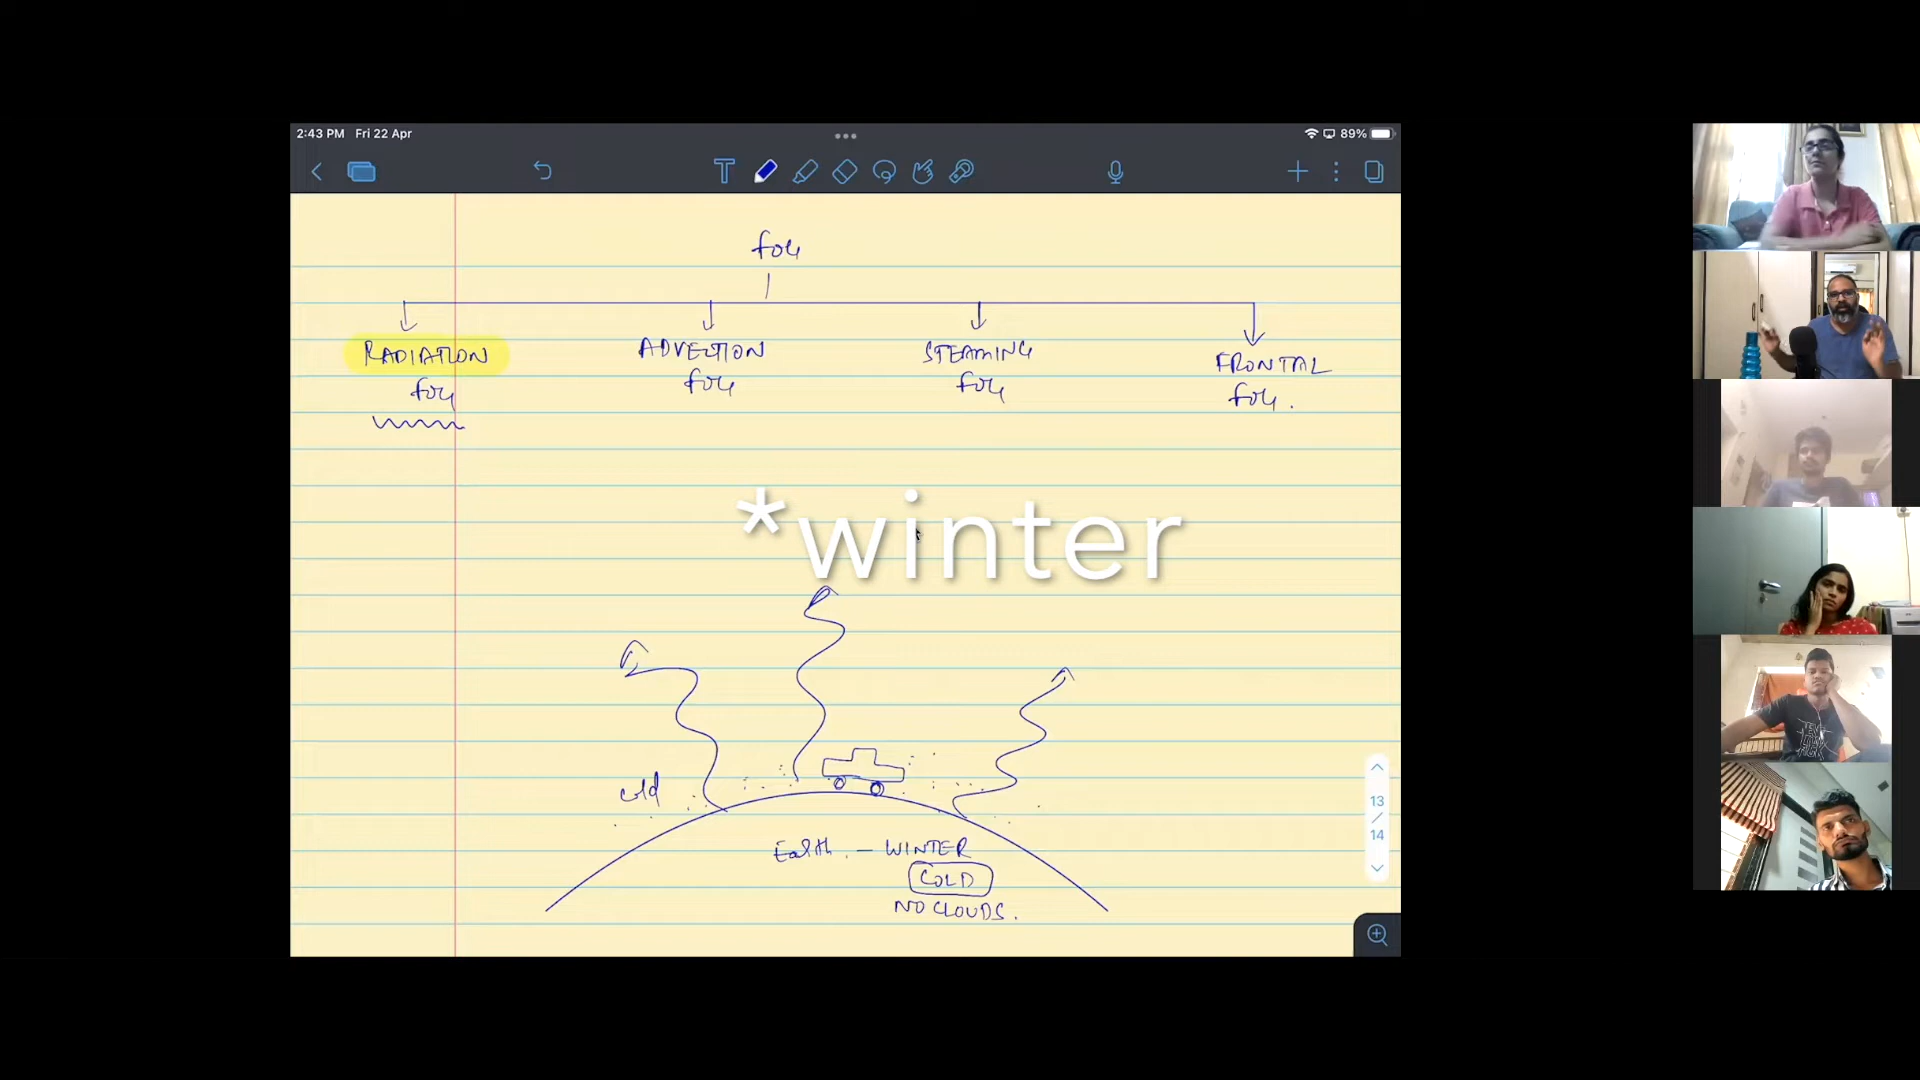 2:43 PM Fri 22 Apr
89%
fog
RADIATION
fog
ADVECTION
fog
STEAMING
fog
FRONTAL
fog.
*winter
cold
Earth. – WINTER
COLD
NO CLOUDS.
13
/
14